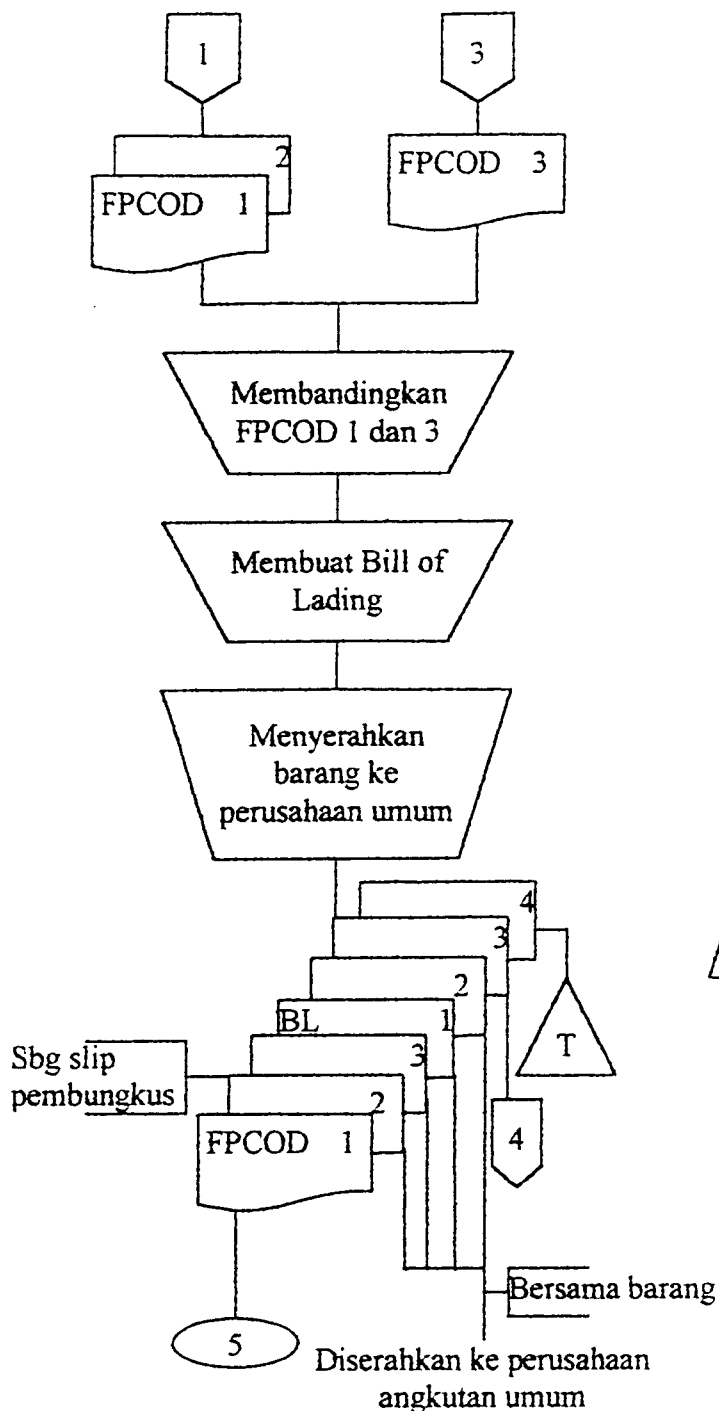 1
3
2
FPCOD 1
FPCOD 3
Membandingkan
FPCOD 1 dan 3
Membuat Bill of
Lading
Menyerahkan
barang ke
perusahaan umum
4
3
2
BL 1
3
2
FPCOD 1
Sbg slip
pembungkus
T
4
5
Bersama barang
Diserahkan ke perusahaan
angkutan umum